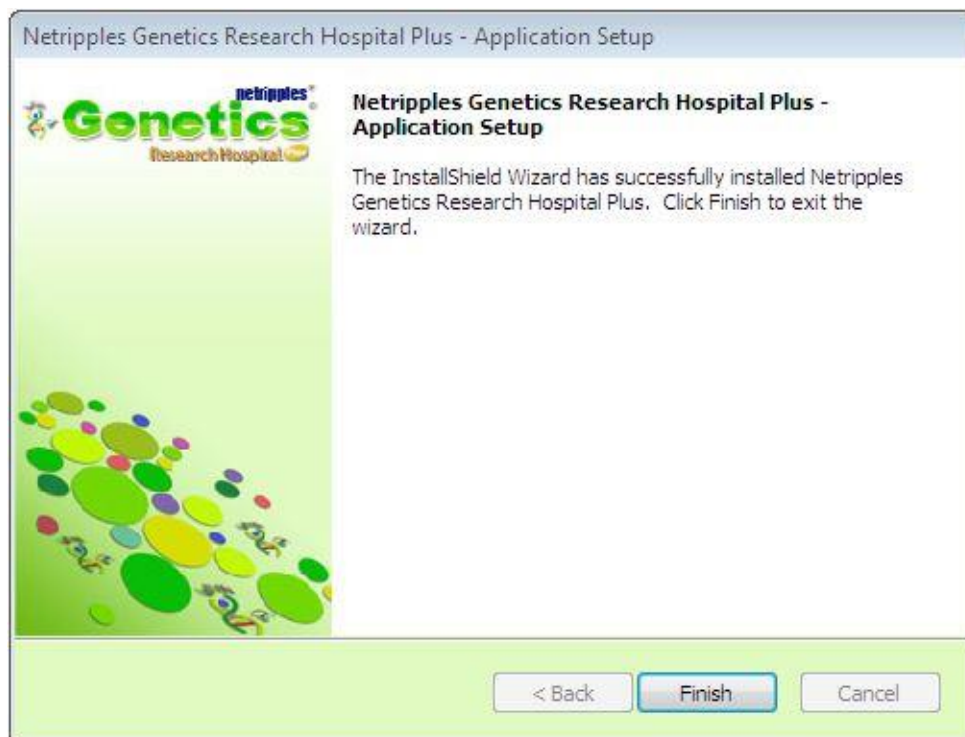 Netripples Genetics Research Hospital Plus - Application Setup
netripples
Genetics
Research Hospital
Netripples Genetics Research Hospital Plus -
Application Setup
The InstallShield Wizard has successfully installed Netripples
Genetics Research Hospital Plus. Click Finish to exit the
wizard.
< Back
Finish
Cancel